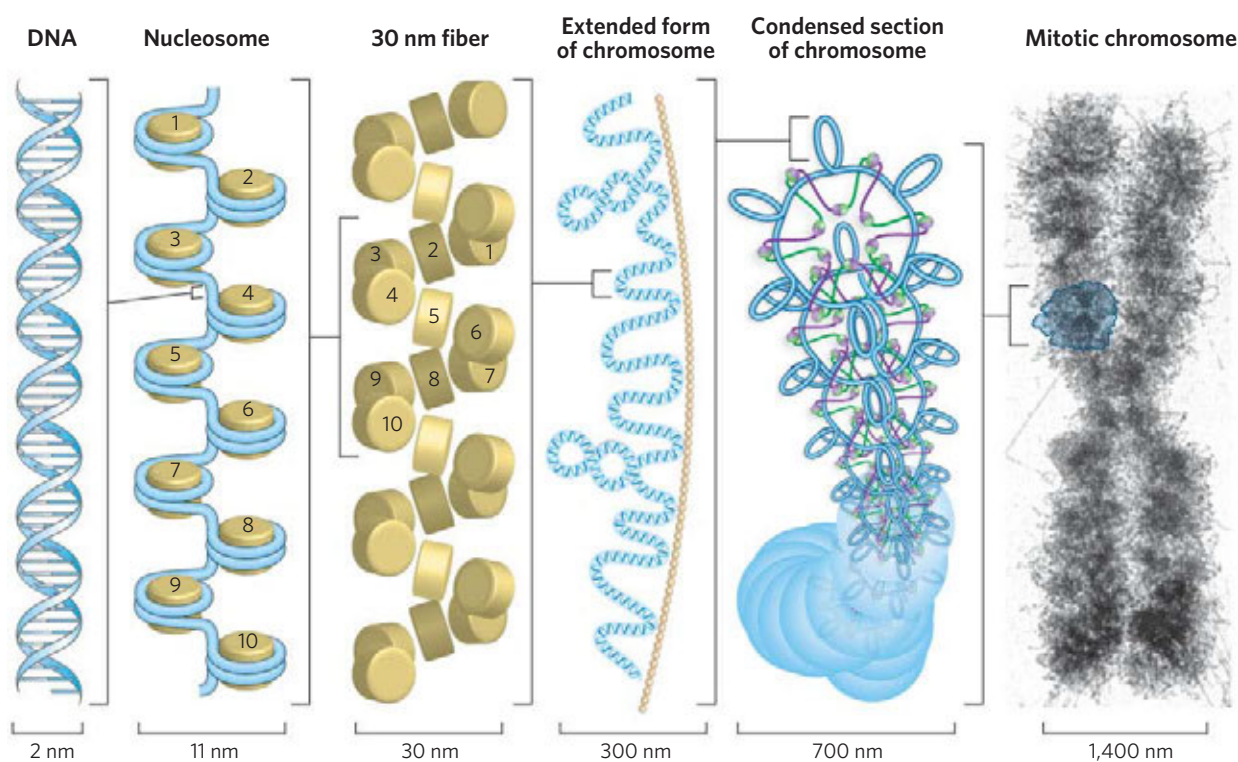 DNA
Nucleosome
30 nm fiber
Extended form
of chromosome
Condensed section
of chromosome
Mitotic chromosome
1
2
3
4
5
6
7
8
9
10
3
2
1
4
5
6
9
8
7
10
2 nm
11 nm
30 nm
300 nm
700 nm
1,400 nm